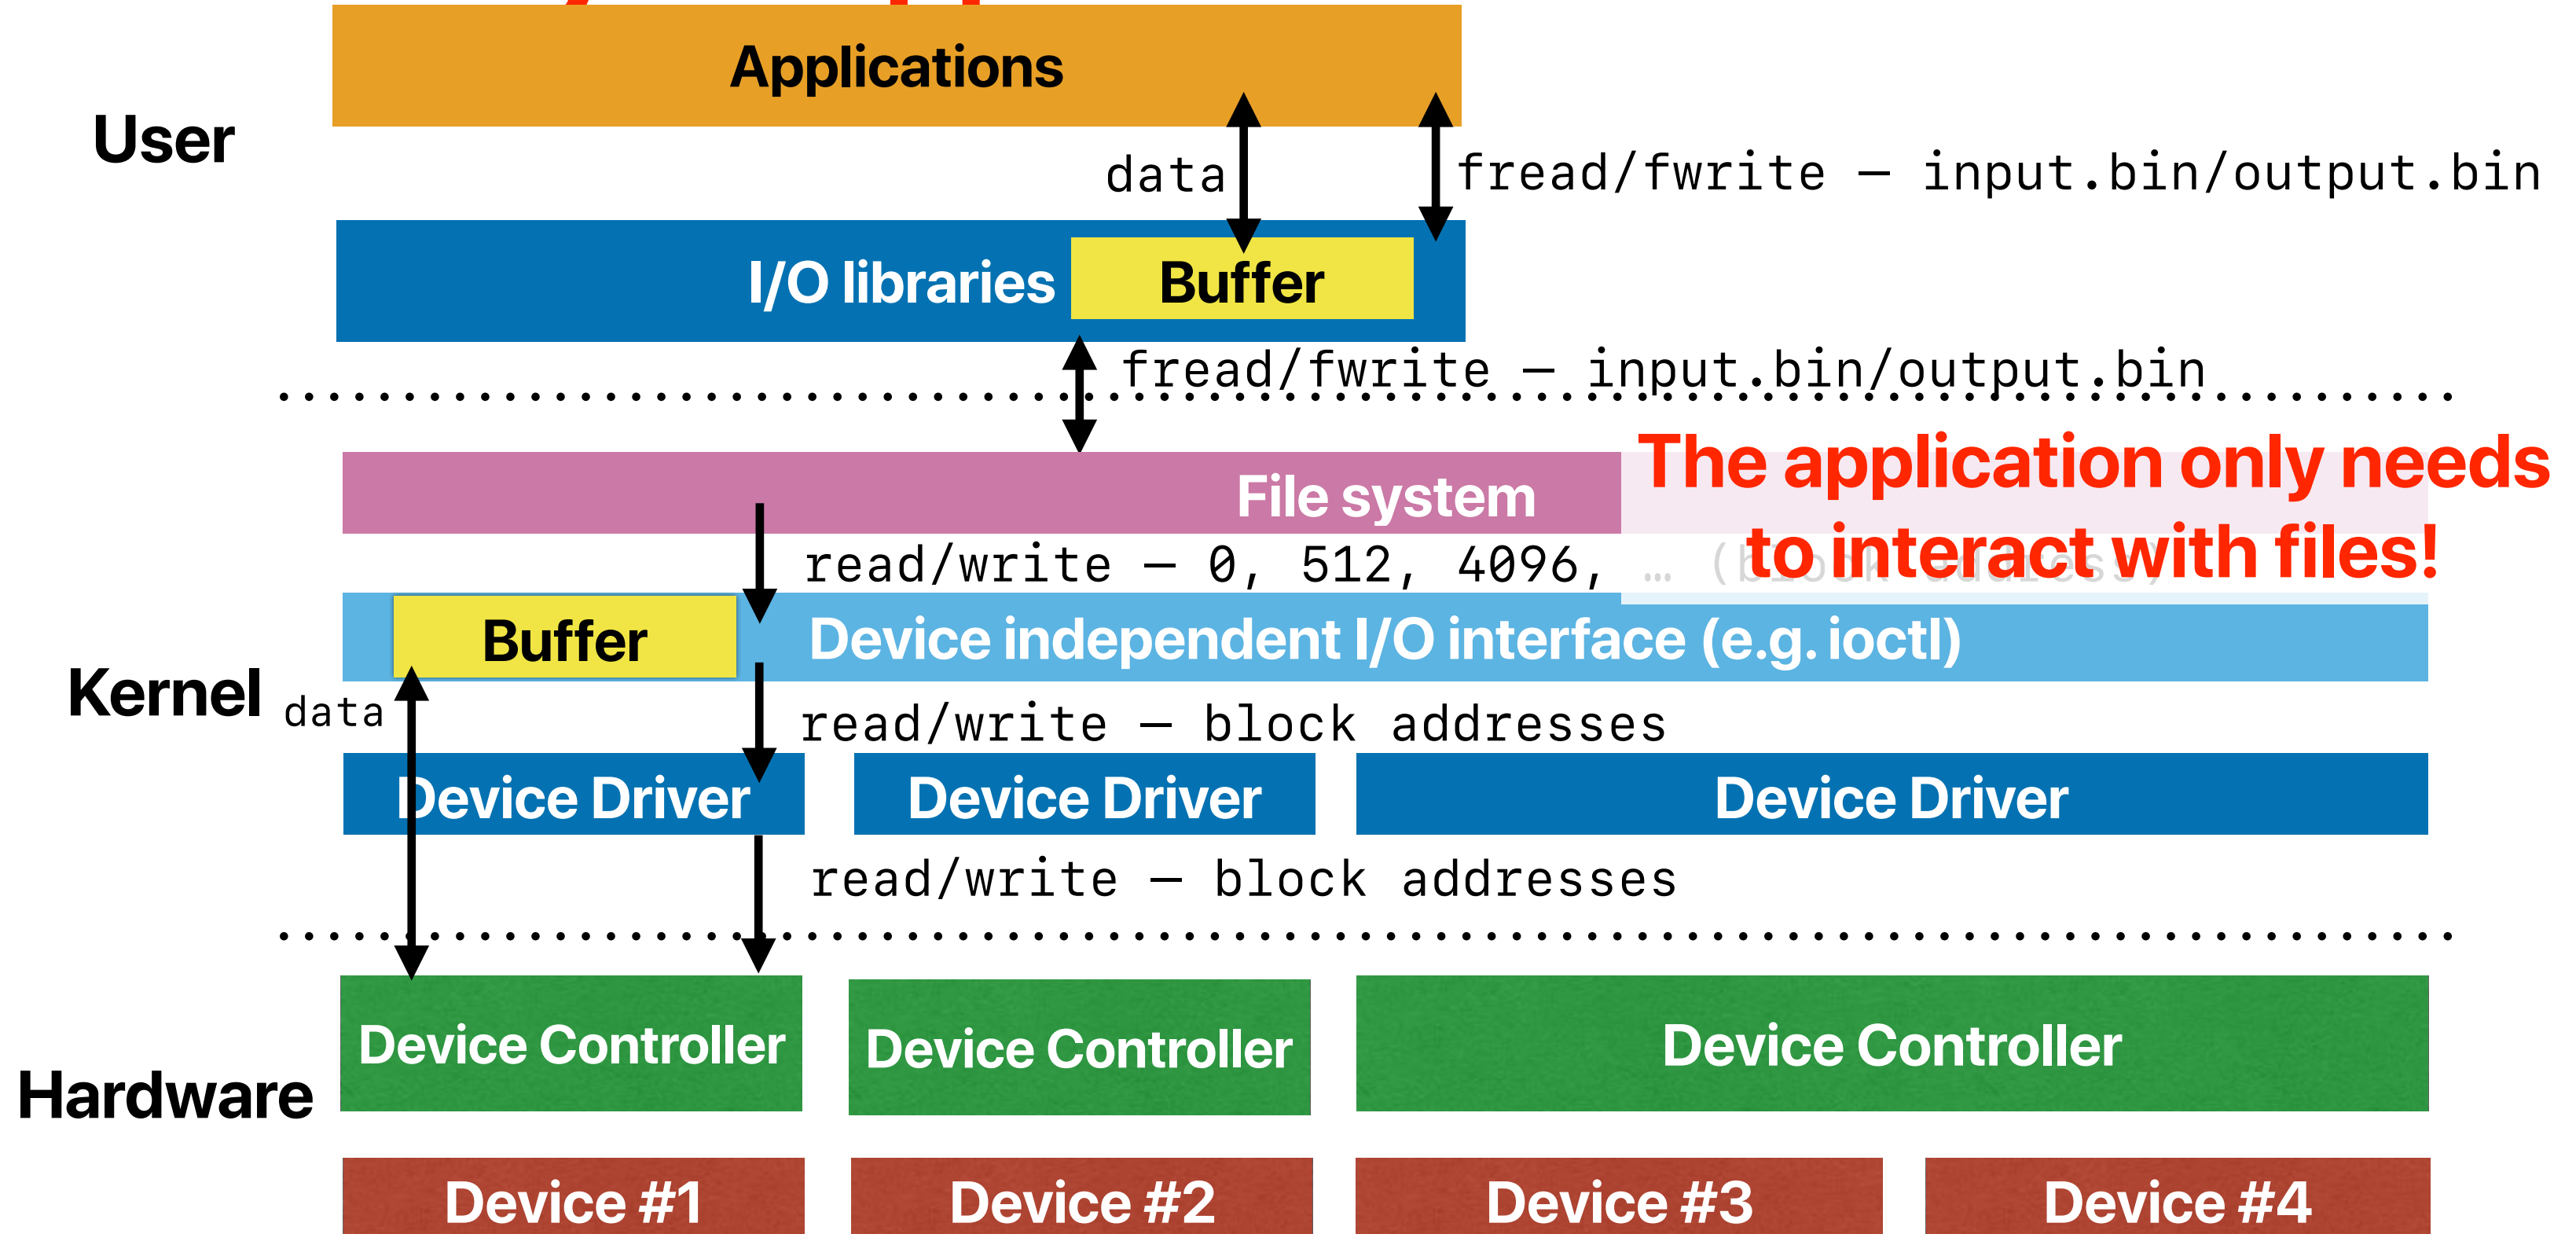 Applications
User
data
fread/fwrite — input.bin/output.bin
I/O libraries
Buffer
fread/fwrite — input.bin/output.bin
The application only needs
to interact with files!
File system
read/write — 0, 512, 4096, … (block address)
Buffer
Device independent I/O interface (e.g. ioctl)
Kernel
data
read/write — block addresses
Device Driver
Device Driver
Device Driver
read/write — block addresses
Device Controller
Device Controller
Device Controller
Hardware
Device #1
Device #2
Device #3
Device #4